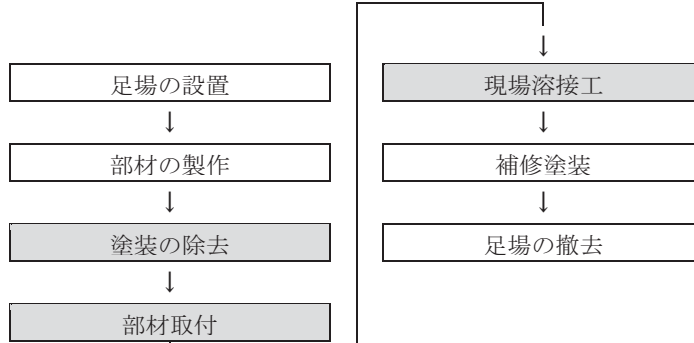 足場の設置
↓
部材の製作
↓
塗装の除去
↓
部材取付
↓
現場溶接工
↓
補修塗装
↓
足場の撤去